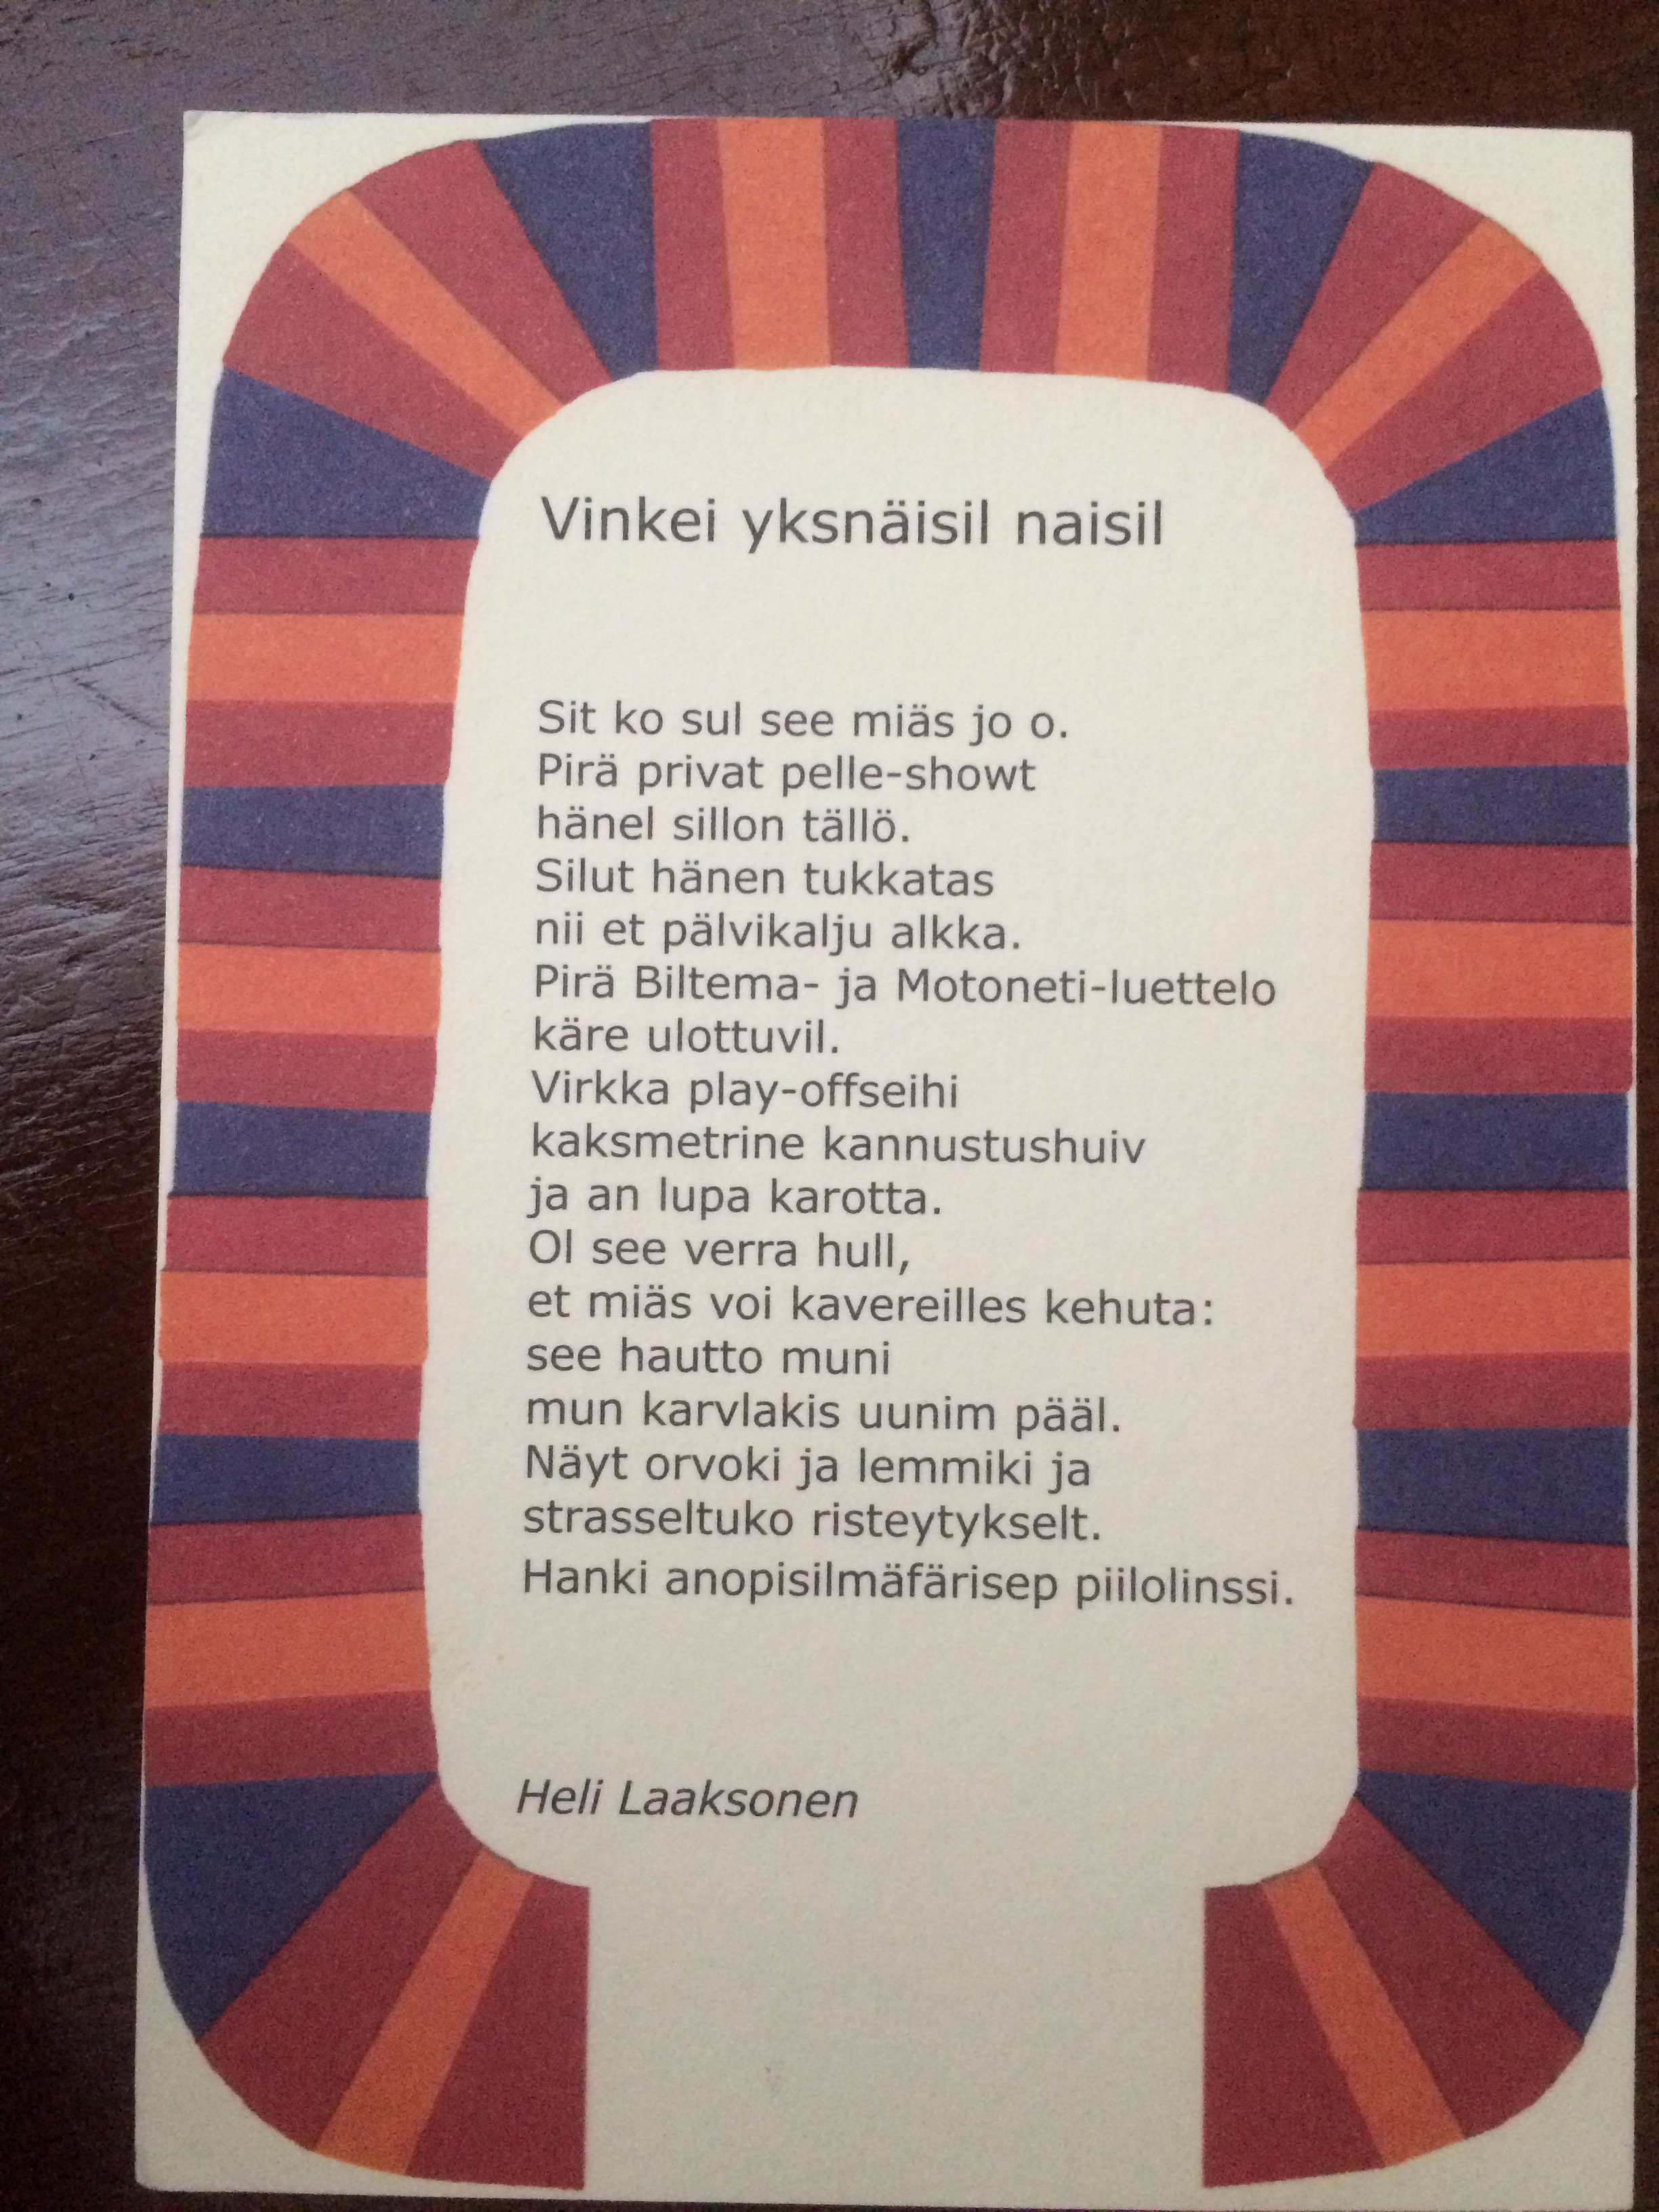 Vinkei yksnäisil naisil
Sit ko sul see miäs jo o.
Pirä privat pelle-showt
hänel sillon tällö.
Silut hänen tukkatas
nii et pälvikalju alkka.
Pirä Biltema- ja Motoneti-luettelo
käre ulottuvil.
Virkka play-offseihi
kaksmetrine kannustushuiv
ja an lupa karotta.
Ol see verra hull,
et miäs voi kavereilles kehuta:
see hautto muni
mun karvlakis uunim pääl.
Näyt orvoki ja lemmiki ja
strasseltuko risteytykselt.
Hanki anopisilmäfärisep piilolinssi.
Heli Laaksonen